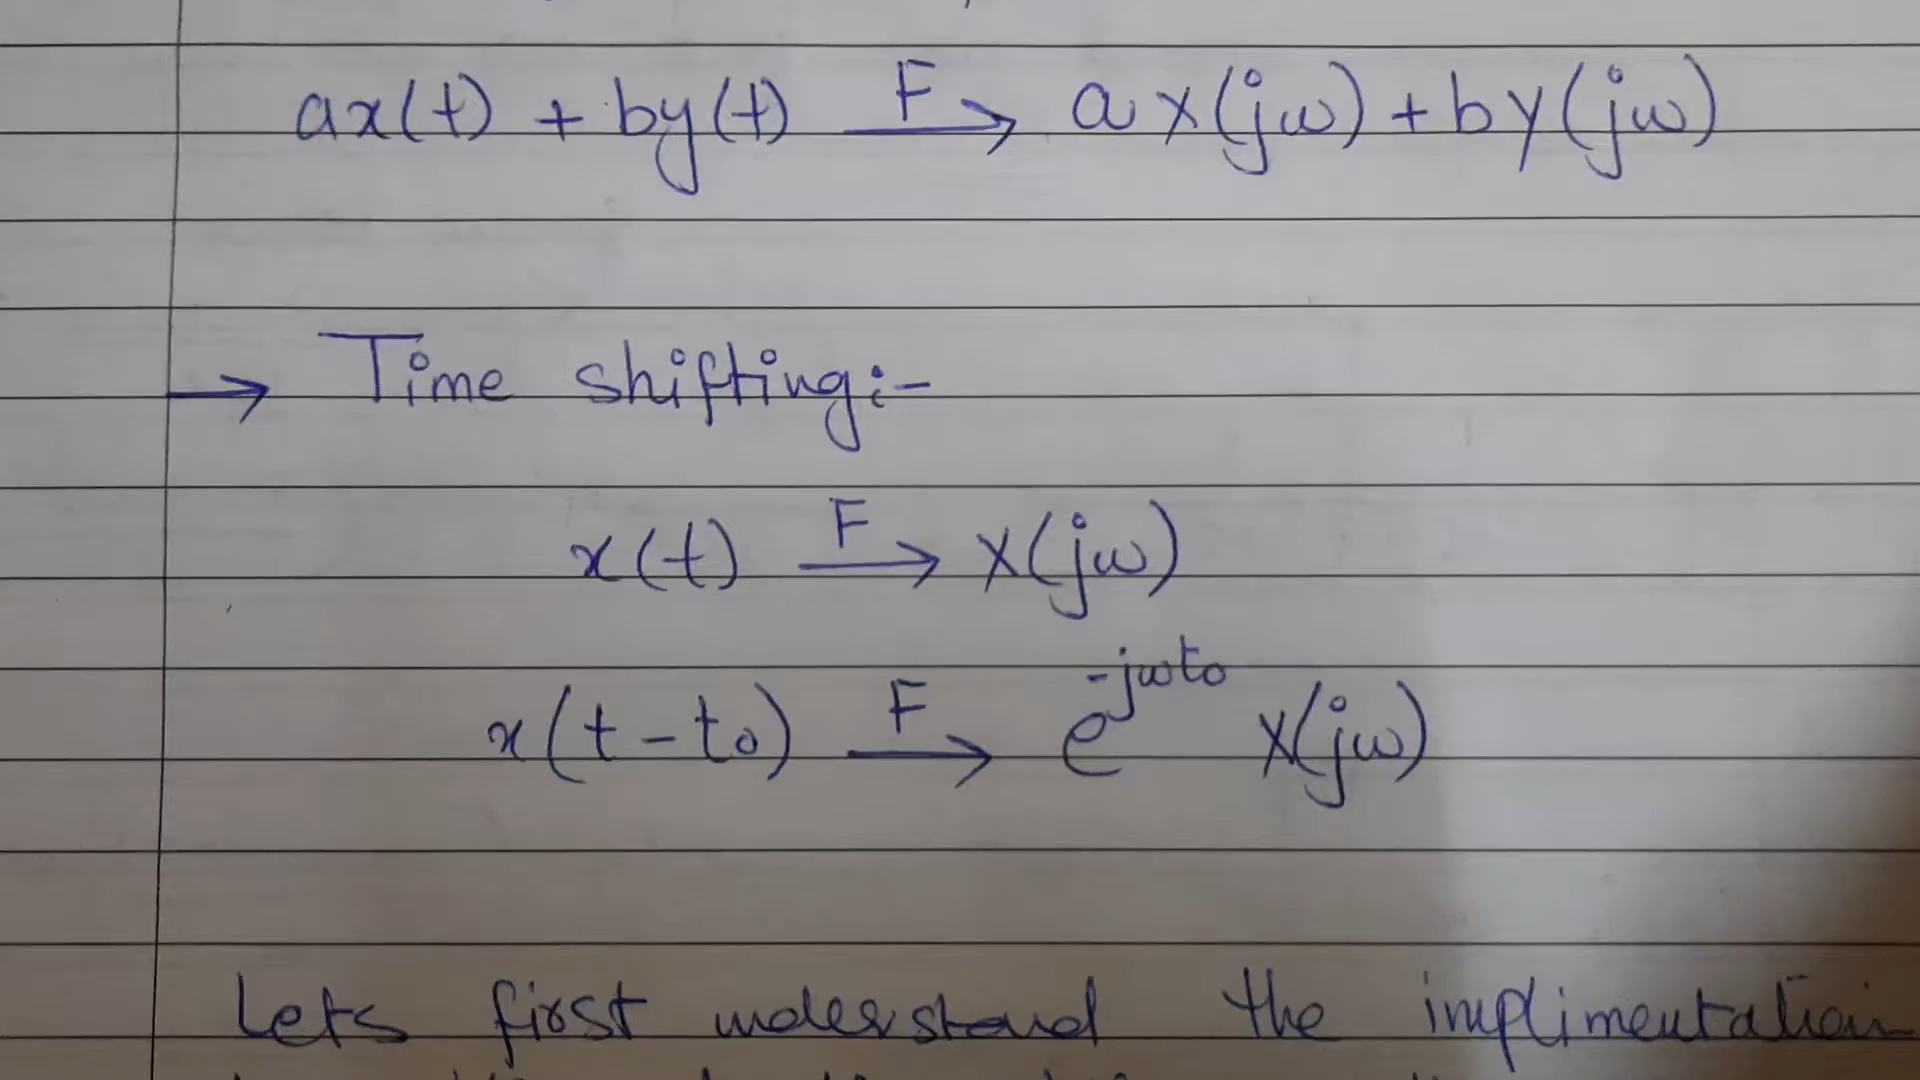 ax(t) + by(t) F→ a X(jω) + b Y(jω)
→ Time shifting:-
x(t) F→ X(jω)
x(t-t₀) F→ e^-jωt₀ X(jω)
Lets first understand the implimentation